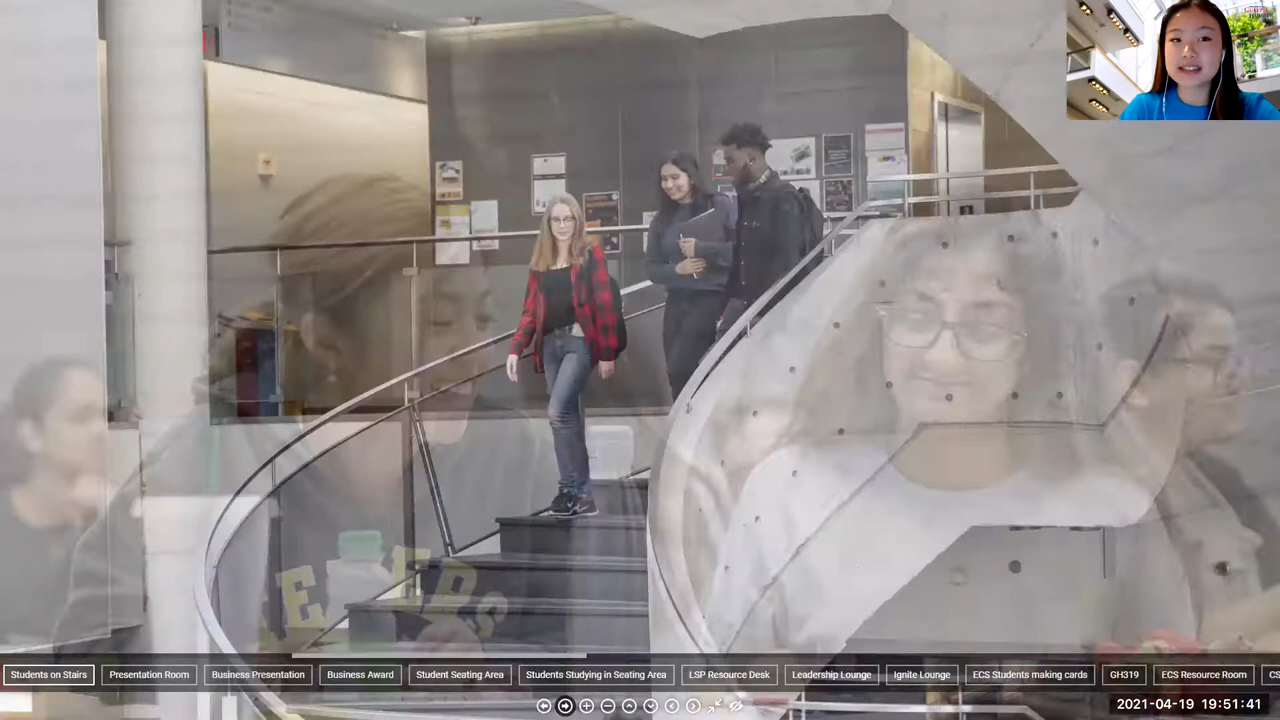 LEADERS
Students on Stairs
Presentation Room
Business Presentation
Business Award
Student Seating Area
Students Studying in Seating Area
LSP Resource Desk
Leadership Lounge
Ignite Lounge
ECS Students making cards
GH319
ECS Resource Room
CS
2021-04-19 19:51:41